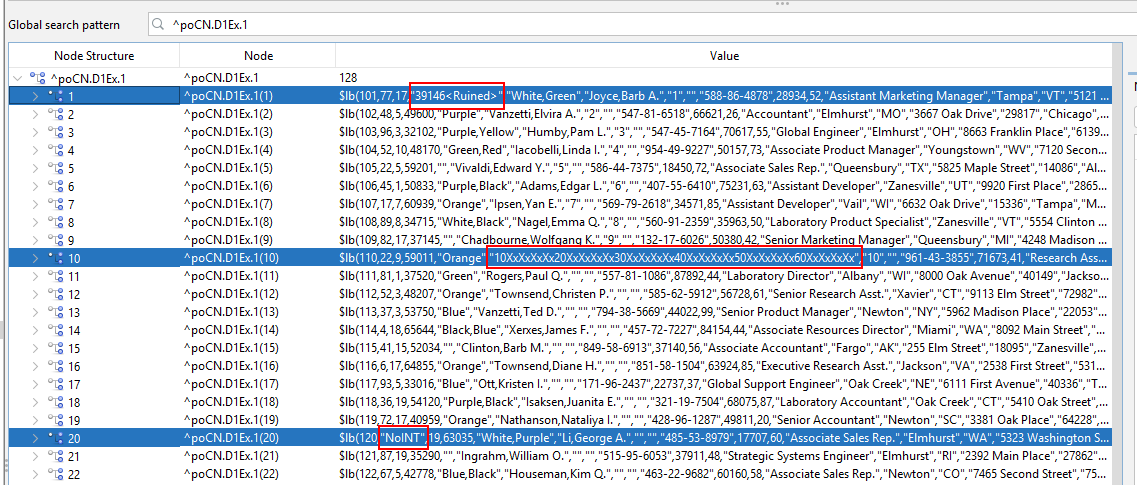 Global search pattern ^poCN.D1Ex.1
Node Structure Node Value
^poCN.D1Ex.1 ^poCN.D1Ex.1 128
1 ^poCN.D1Ex.1(1) $lb(101,77,17,"39146<Ruined>","White,Green","Joyce,Barb A.","1","","588-86-4878",28934,52,"Assistant Marketing Manager","Tampa","VT","5121 ...
2 ^poCN.D1Ex.1(2) $lb(102,48,5,49600,"Purple","Vanzetti,Elvira A.","2","","547-81-6518",66621,26,"Accountant","Elmhurst","MO","3667 Oak Drive","29817","Chicago",...
3 ^poCN.D1Ex.1(3) $lb(103,96,3,32102,"Purple,Yellow","Humby,Pam L.","3","","547-45-7164",70617,55,"Global Engineer","Elmhurst","OH","8663 Franklin Place","6139...
4 ^poCN.D1Ex.1(4) $lb(104,52,10,48170,"Green,Red","Iacobelli,Linda I.","4","","954-49-9227",50157,73,"Associate Product Manager","Youngstown","WV","7120 Secon...
5 ^poCN.D1Ex.1(5) $lb(105,22,5,59201,"","Vivaldi,Edward Y.","5","","586-44-7375",18450,72,"Associate Sales Rep.","Queensbury","TX","5825 Maple Street","14086","Al...
6 ^poCN.D1Ex.1(6) $lb(106,45,1,50833,"Purple,Black","Adams,Edgar L.","6","","407-55-6410",75231,63,"Assistant Developer","Zanesville","UT","9920 First Place","2865...
7 ^poCN.D1Ex.1(7) $lb(107,17,7,60939,"Orange","Ipsen,Yan E.","7","","569-79-2618",34571,85,"Assistant Developer","Vail","WI","6632 Oak Drive","15336","Tampa","M...
8 ^poCN.D1Ex.1(8) $lb(108,89,8,34715,"White,Black","Nagel,Emma Q.","8","","560-91-2359",35963,50,"Laboratory Product Specialist","Zanesville","VT","5554 Clinton ...
9 ^poCN.D1Ex.1(9) $lb(109,82,17,37145,"","Chadbourne,Wolfgang K.","9","","132-17-6026",50380,42,"Senior Marketing Manager","Queensbury","MI","4248 Madison ...
10 ^poCN.D1Ex.1(10) $lb(110,22,9,59011,"Orange","10XxXxXxXx20XxXxXxXx30XxXxXxXx40XxXxXxXx50XxXxXxXx60XxXxXxXx","10","","961-43-3855",71673,41,"Research Ass...
11 ^poCN.D1Ex.1(11) $lb(111,81,1,37520,"Green","Rogers,Paul Q.","","","557-81-1086",87892,44,"Laboratory Director","Albany","WI","8000 Oak Avenue","40149","Jackso...
12 ^poCN.D1Ex.1(12) $lb(112,52,3,48207,"Orange","Townsend,Christen P.","","","585-62-5912",56728,61,"Senior Research Asst.","Xavier","CT","9113 Elm Street","72982"...
13 ^poCN.D1Ex.1(13) $lb(113,37,3,53750,"Blue","Vanzetti,Ted D.","","","794-38-5669",44022,99,"Senior Product Manager","Newton","NY","5962 Madison Place","22053"...
14 ^poCN.D1Ex.1(14) $lb(114,4,18,65644,"Black,Blue","Xerxes,James F.","","","457-72-7227",84154,44,"Associate Resources Director","Miami","WA","8092 Main Street",...
15 ^poCN.D1Ex.1(15) $lb(115,41,15,52034,"","Clinton,Barb M.","","","849-58-6913",37140,56,"Associate Accountant","Fargo","AK","255 Elm Street","18095","Zanesville,...
16 ^poCN.D1Ex.1(16) $lb(116,6,17,64855,"Orange","Townsend,Diane H.","","","851-58-1504",63924,85,"Executive Research Asst.","Jackson","VA","2538 First Street","251...
17 ^poCN.D1Ex.1(17) $lb(117,93,5,33016,"Blue","Ott,Kristen I.","","","171-96-2437",22737,37,"Global Support Engineer","Oak Creek","NE","6111 First Avenue","40336","T...
18 ^poCN.D1Ex.1(18) $lb(118,36,19,54120,"Purple,Black","Isaksen,Juanita E.","","","321-19-7504",68075,87,"Laboratory Accountant","Oak Creek","CT","5410 Oak Street",...
19 ^poCN.D1Ex.1(19) $lb(119,72,17,40959,"Orange","Nathanson,Nataliya I.","","","428-96-1287",49811,20,"Senior Accountant","Newton","SC","3381 Oak Place","64228",...
20 ^poCN.D1Ex.1(20) $lb(120,"NoINT",19,63035,"White,Purple","Li,George A.","","","485-53-8979",17707,60,"Associate Sales Rep.","Elmhurst","WA","5323 Washington S...
21 ^poCN.D1Ex.1(21) $lb(121,87,19,35290,"","Ingrahm,William O.","","","515-95-6053",37911,48,"Strategic Systems Engineer","Elmhurst","RI","2392 Main Street","27862...
22 ^poCN.D1Ex.1(22) $lb(122,67,5,42778,"Blue,Black","Houseman,Kim Q.","","","463-22-9682",60160,58,"Associate Sales Rep.","Newton","CO","7465 Second Street","75...